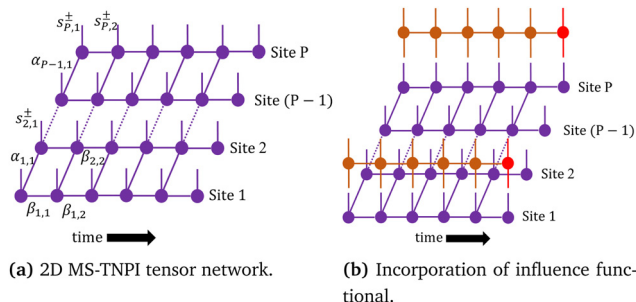 s±P,1 s±P,2
αP−1,1
Site P
Site (P − 1)
s±2,1
α1,1
β2,2
Site 2
β1,1 β1,2
Site 1
time
(a) 2D MS-TNPI tensor network.
Site P
Site (P − 1)
Site 2
Site 1
time
(b) Incorporation of influence func-
tional.